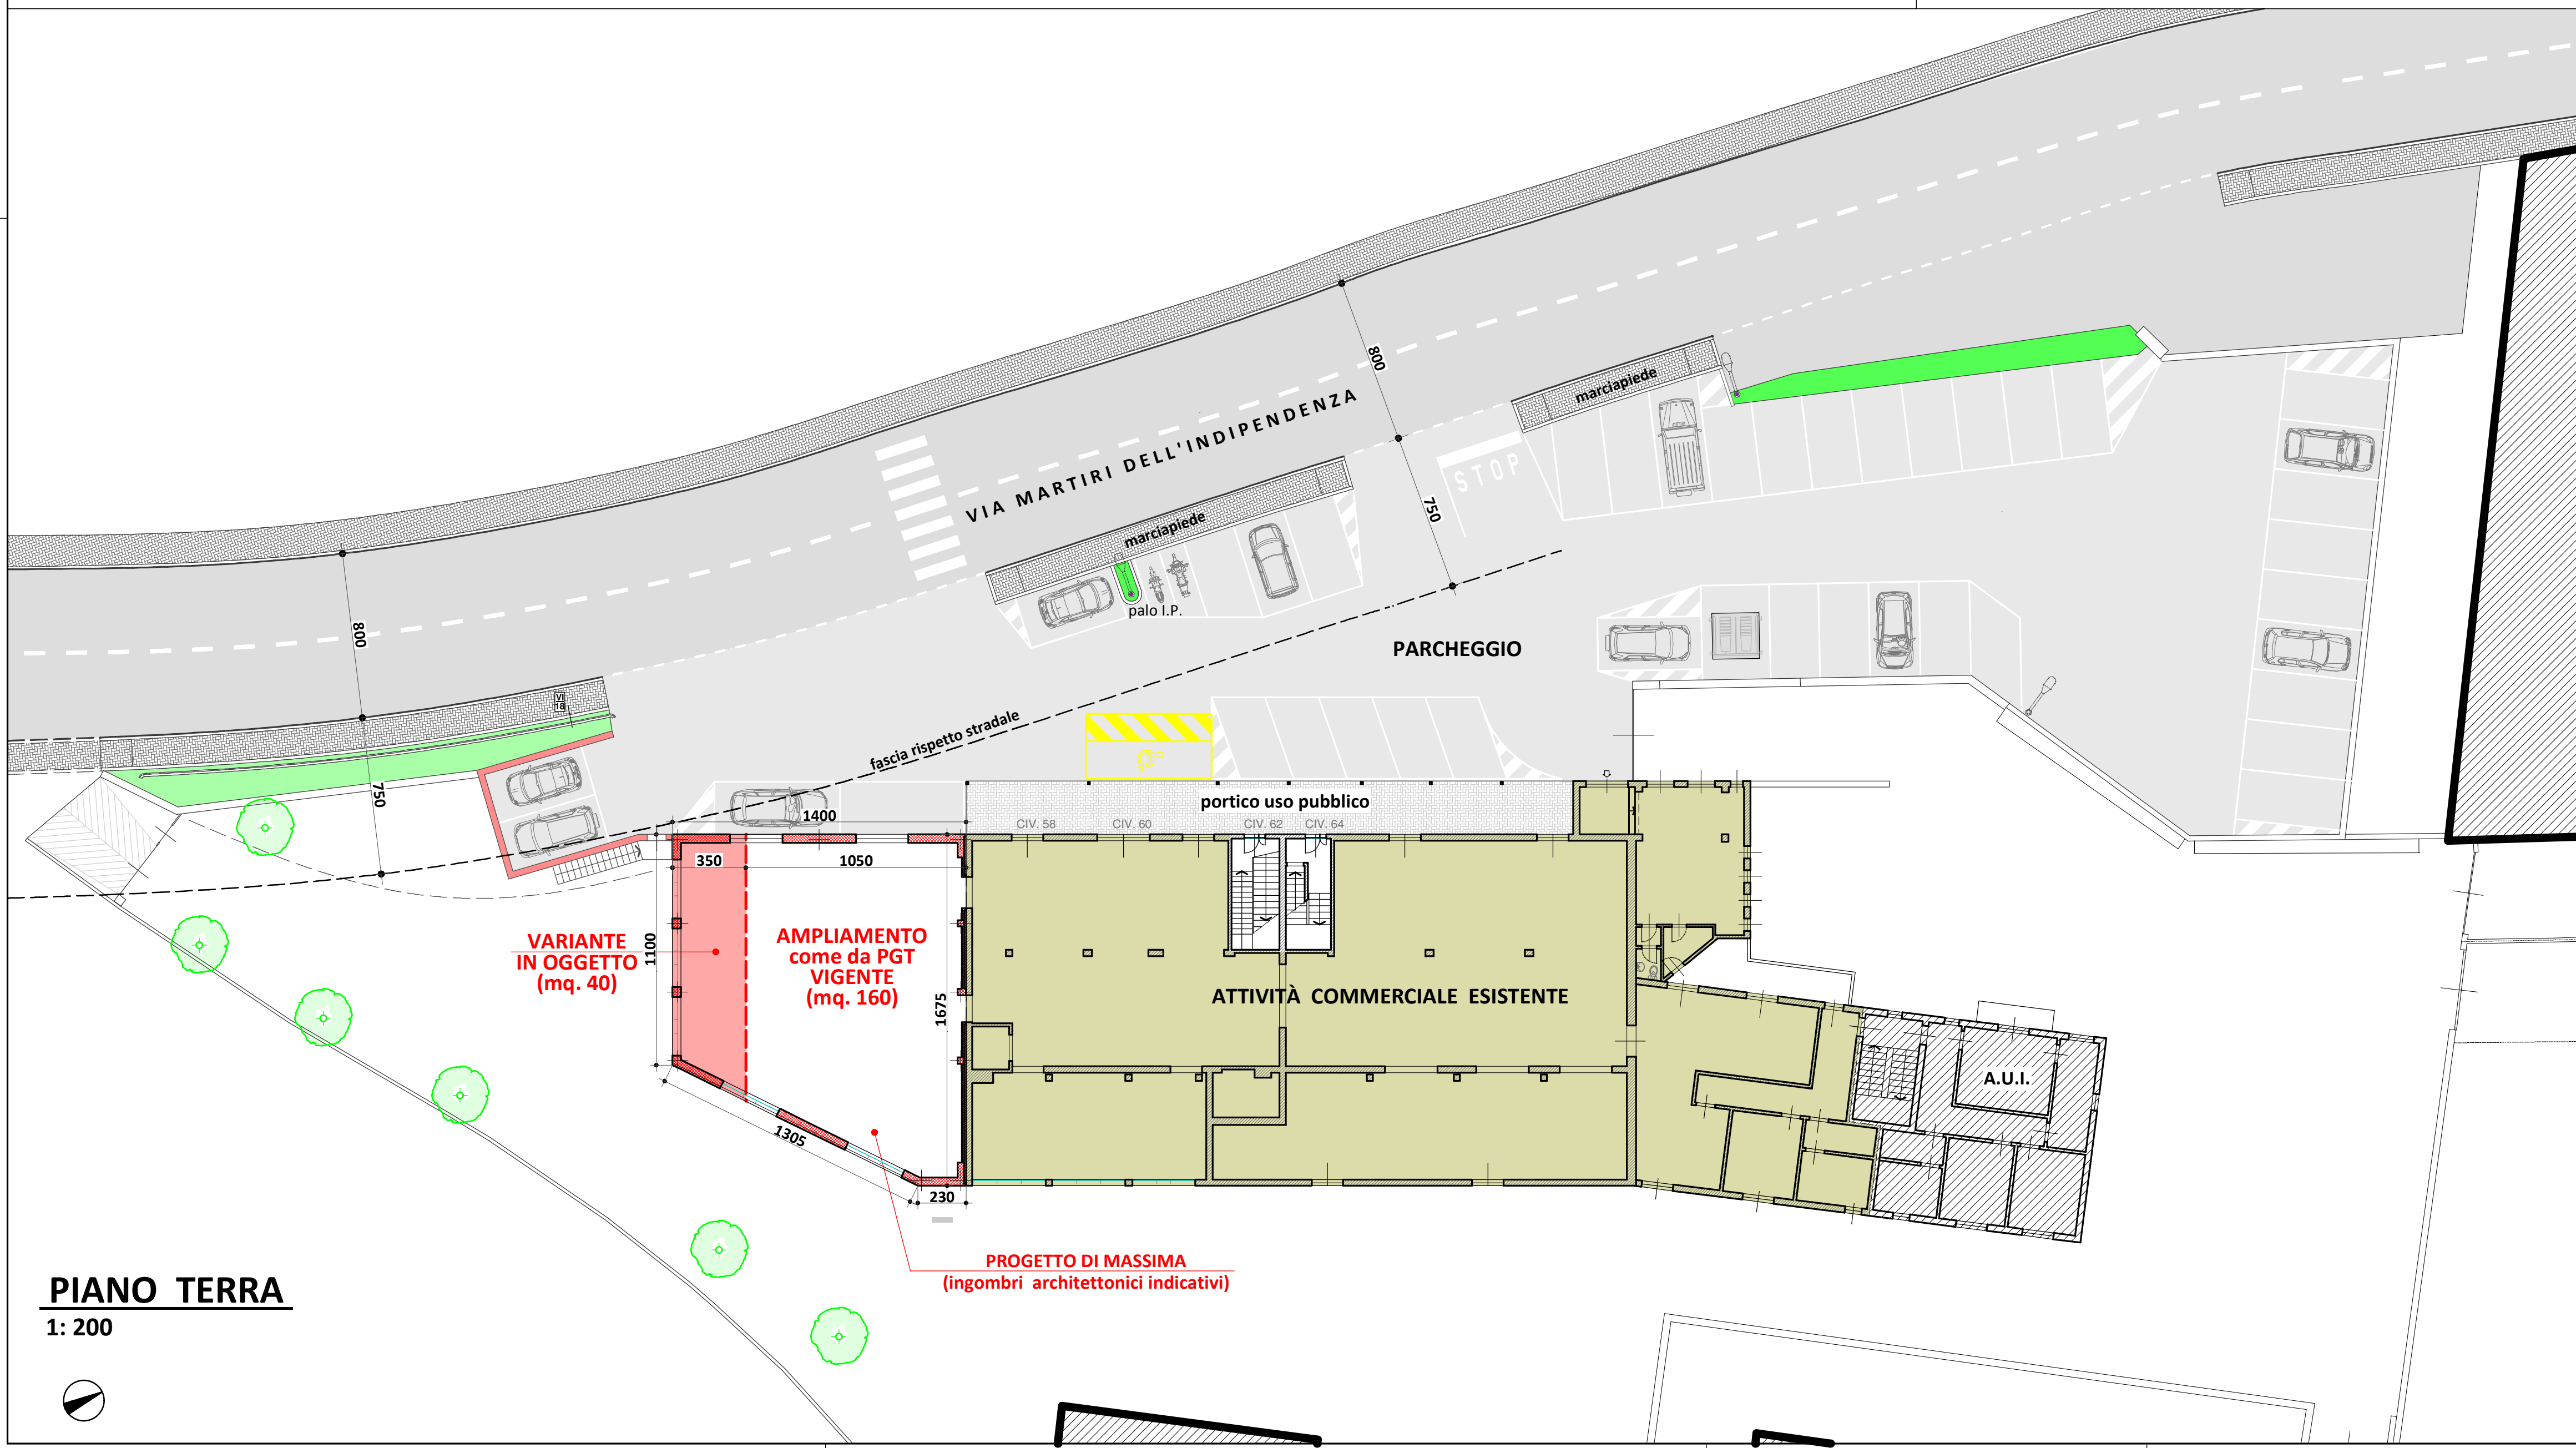 800
marciapiede
VIA MARTIRI DELL'INDIPENDENZA
STOP
marciapiede
750
palo I.P.
800
PARCHEGGIO
VI
18
fascia rispetto stradale
750
portico uso pubblico
1400
CIV. 58
CIV. 60
CIV. 62
CIV. 64
350
1050
VARIANTE
IN OGGETTO
(mq. 40)
1100
AMPLIAMENTO
come da PGT
VIGENTE
(mq. 160)
1675
ATTIVITÀ COMMERCIALE ESISTENTE
A.U.I.
1305
230
PROGETTO DI MASSIMA
(ingombri architettonici indicativi)
PIANO TERRA
1: 200